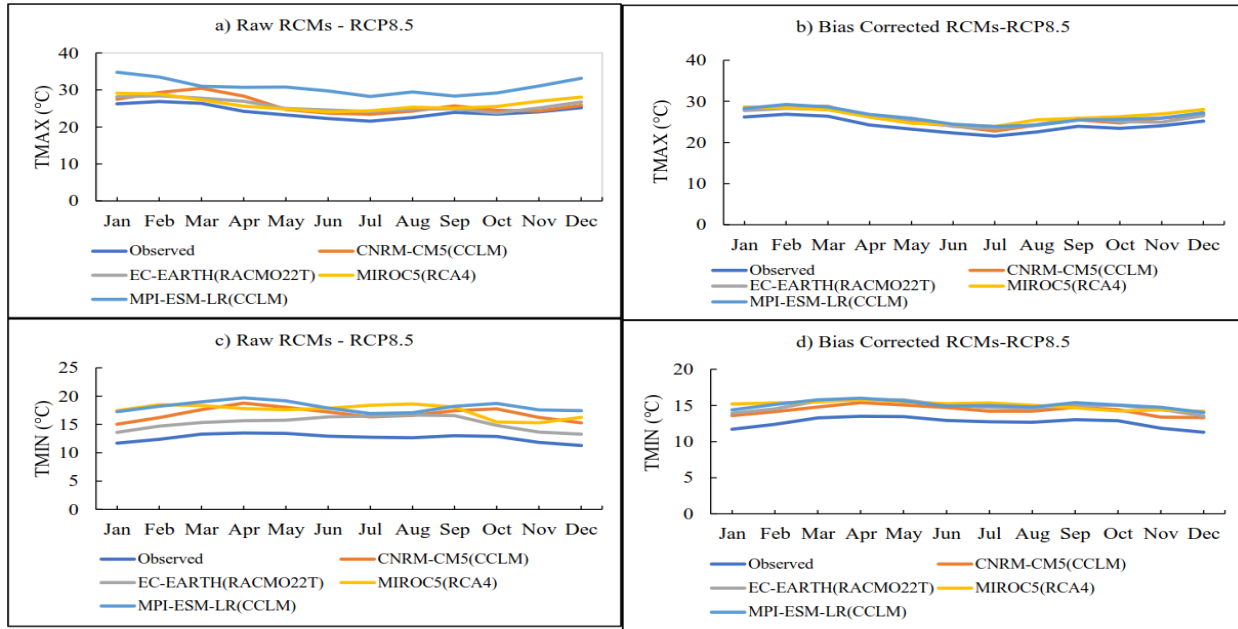 a) Raw RCMs - RCP8.5
TMAX (°C)
40
30
20
10
0
Jan Feb Mar Apr May Jun Jul Aug Sep Oct Nov Dec
Observed CNRM-CM5(CCLM)
EC-EARTH(RACMO22T) MIROC5(RCA4)
MPI-ESM-LR(CCLM)
b) Bias Corrected RCMs-RCP8.5
TMAX (°C)
40
30
20
10
0
Jan Feb Mar Apr May Jun Jul Aug Sep Oct Nov Dec
Observed CNRM-CM5(CCLM)
EC-EARTH(RACMO22T) MIROC5(RCA4)
MPI-ESM-LR(CCLM)
c) Raw RCMs - RCP8.5
TMIN (°C)
25
20
15
10
5
0
Jan Feb Mar Apr May Jun Jul Aug Sep Oct Nov Dec
Observed CNRM-CM5(CCLM)
EC-EARTH(RACMO22T) MIROC5(RCA4)
MPI-ESM-LR(CCLM)
d) Bias Corrected RCMs-RCP8.5
TMIN (°C)
20
15
10
5
0
Jan Feb Mar Apr May Jun Jul Aug Sep Oct Nov Dec
Observed CNRM-CM5(CCLM)
EC-EARTH(RACMO22T) MIROC5(RCA4)
MPI-ESM-LR(CCLM)